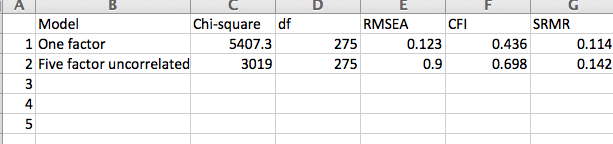 A B C D E F G
Model Chi-square df RMSEA CFI SRMR
1 One factor 5407.3 275 0.123 0.436 0.114
2 Five factor uncorrelated 3019 275 0.9 0.698 0.142
3
4
5